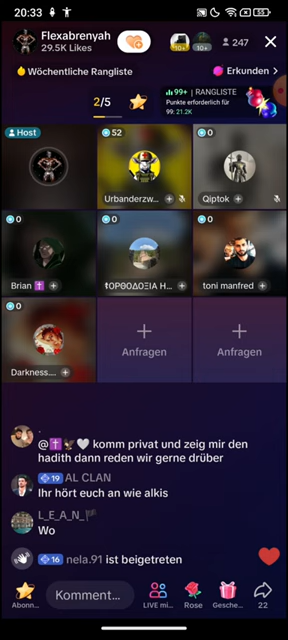 20:33
55
Flexabrenyah
29.5K Likes
10+
10+
247
Wöchentliche Rangliste
Erkunden >
2/5
99+ | RANGLISTE
Punkte erforderlich für
99: 21.2K
Host
52
0
Urbanderzw...
Qiptok
0
0
0
Brian ✝️
☦ΟΡΘΟΔΟΞΙΑ Η...
toni manfred
0
Darkness....
Anfragen
Anfragen
@✝️🦅🤍 komm privat und zeig mir den
hadith dann reden wir gerne drüber
19 AL CLAN
Ihr hört euch an wie alkis
L_E_A_N_🏴
Wo
16 nela.91 ist beigetreten
Komment...
Abonn...
LIVE mi...
Rose
Gesche...
22